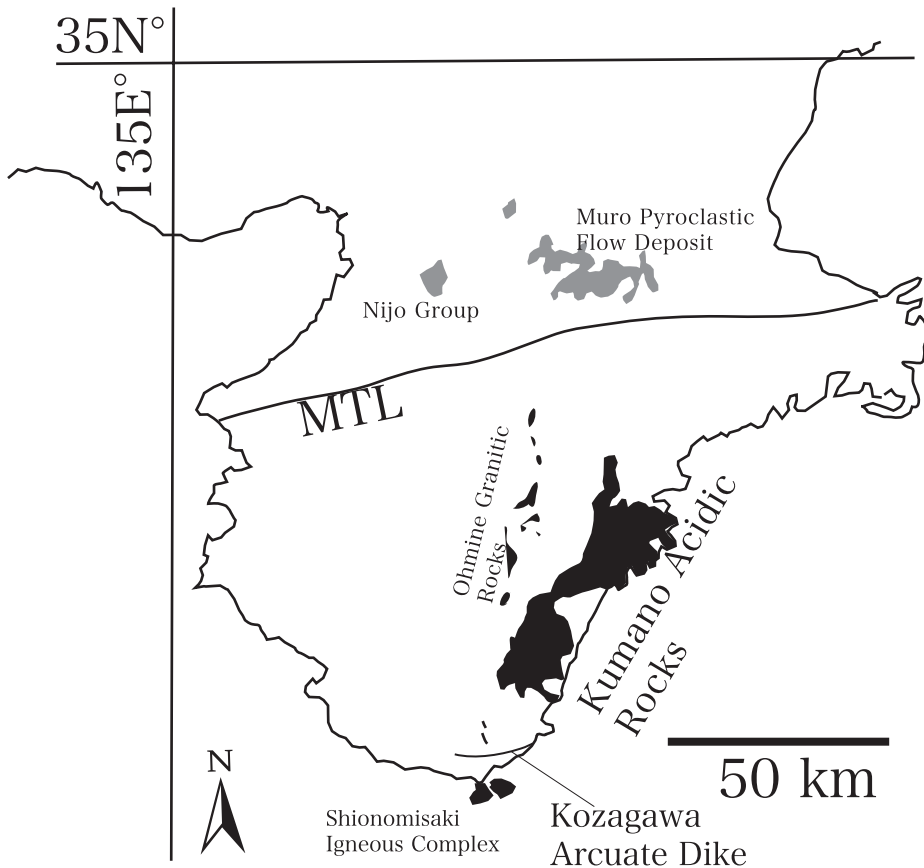 35N°
135E°
Muro Pyroclastic
Flow Deposit
Nijo Group
MTL
Ohmine Granitic
Rocks
Kumano Acidic
Rocks
N
50 km
Shionomisaki
Igneous Complex
Kozagawa
Arcuate Dike